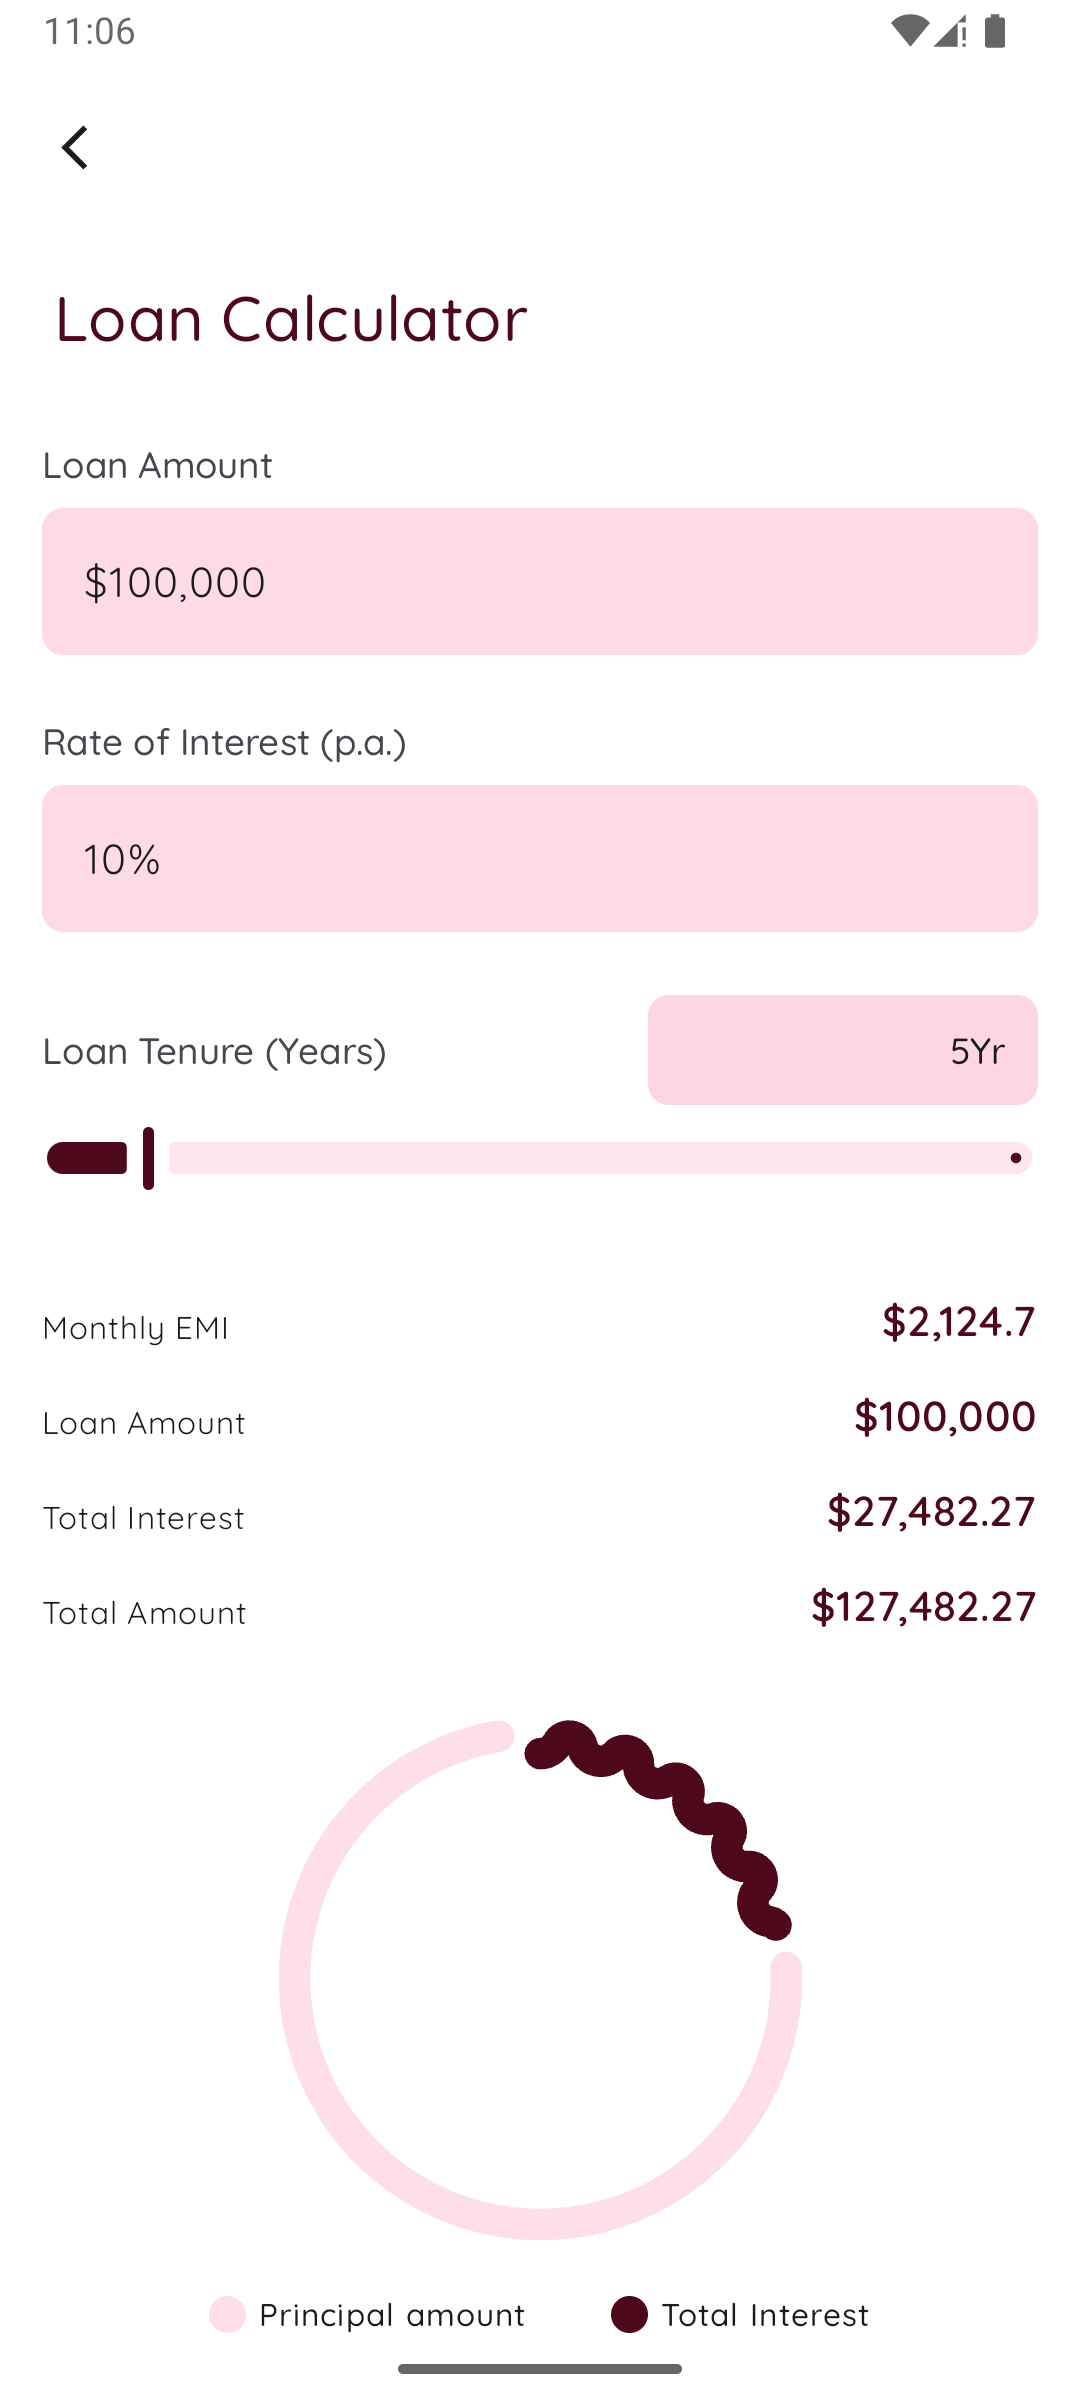 11:06
Loan Calculator
Loan Amount
$100,000
Rate of Interest (p.a.)
10%
Loan Tenure (Years) 5Yr
Monthly EMI $2,124.7
Loan Amount $100,000
Total Interest $27,482.27
Total Amount $127,482.27
Principal amount Total Interest